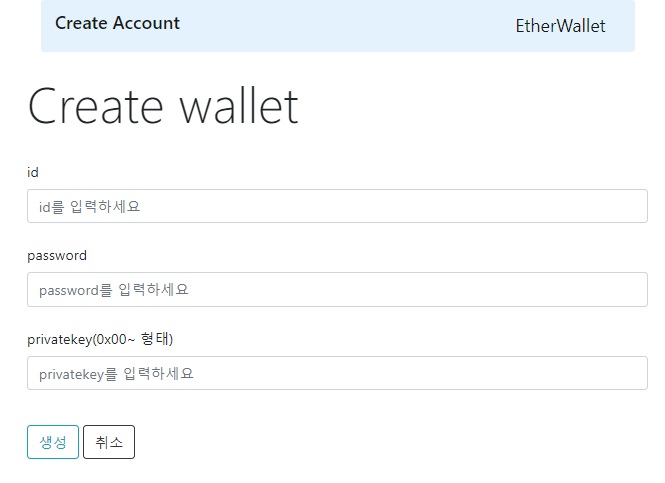 Create Account
EtherWallet
Create wallet
id
id를 입력하세요
password
password를 입력하세요
privatekey(0x00~ 형태)
privatekey를 입력하세요
생성
취소